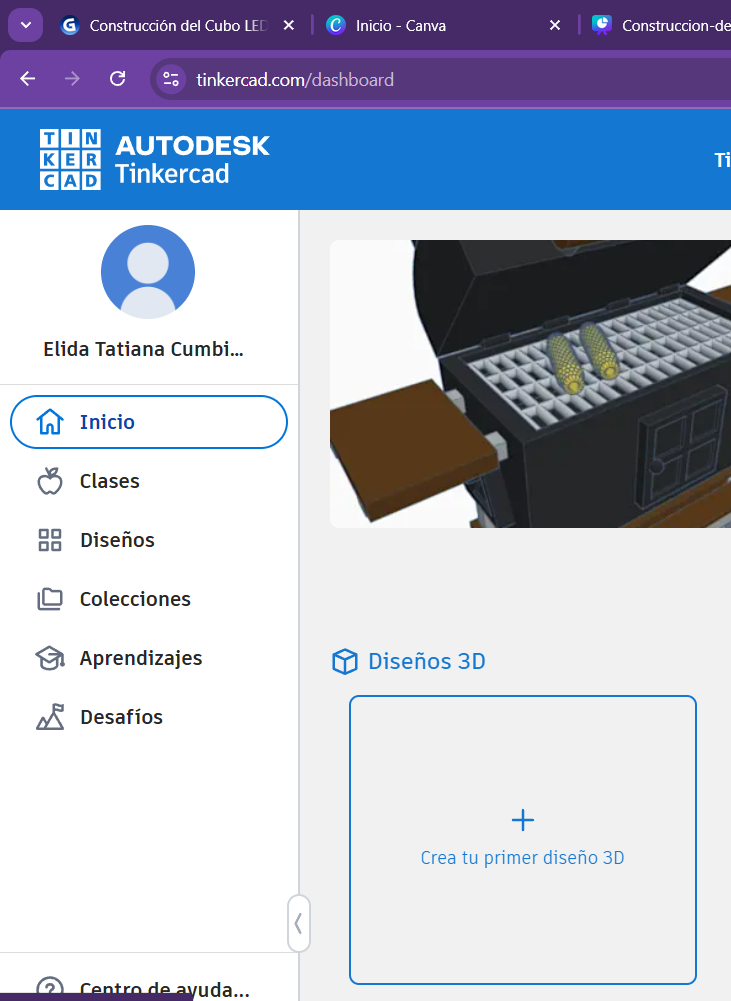 Construcción del Cubo LED
Inicio - Canva
Construccion-de
tinkercad.com/dashboard
TIN
KER
CAD
AUTODESK
Tinkercad
Ti
Elida Tatiana Cumbi...
Inicio
Clases
Diseños
Colecciones
Aprendizajes
Desafíos
Diseños 3D
Crea tu primer diseño 3D
Centro de ayuda...